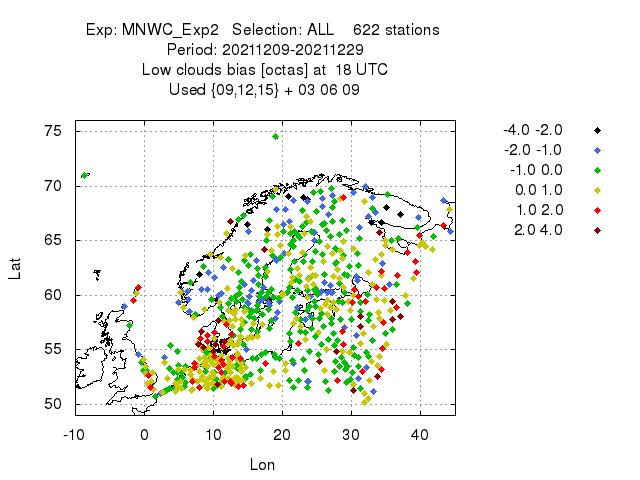 Exp: MNWC_Exp2 Selection: ALL 622 stations
Period: 20211209-20211229
Low clouds bias [octas] at 18 UTC
Used {09,12,15} + 03 06 09
75
70
65
60
55
50
-10 0 10 20 30 40
Lat
Lon
-4.0 -2.0
-2.0 -1.0
-1.0 0.0
0.0 1.0
1.0 2.0
2.0 4.0